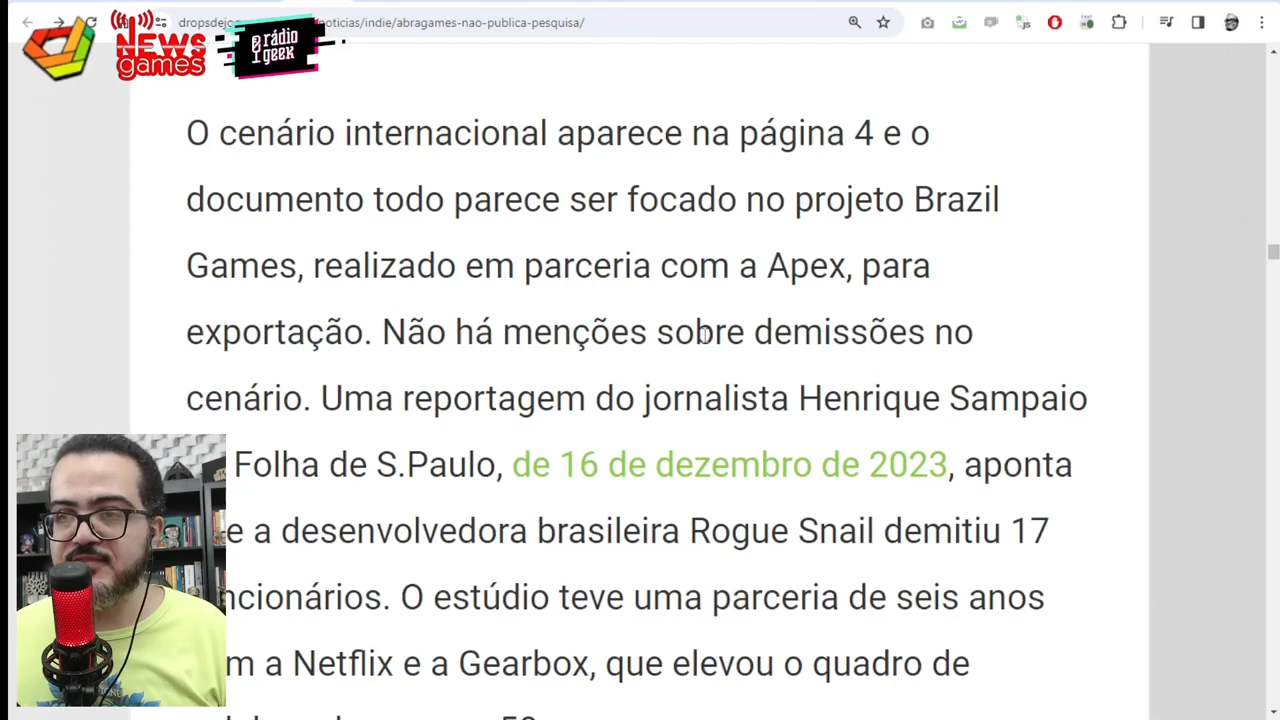 dropsdejog
noticias/indie/abragames-nao-publica-pesquisa/
NEWS
games
rádio
geek
O cenário internacional aparece na página 4 e o
documento todo parece ser focado no projeto Brazil
Games, realizado em parceria com a Apex, para
exportação. Não há menções sobre demissões no
cenário. Uma reportagem do jornalista Henrique Sampaio
Folha de S.Paulo, de 16 de dezembro de 2023, aponta
e a desenvolvedora brasileira Rogue Snail demitiu 17
ncionários. O estúdio teve uma parceria de seis anos
m a Netflix e a Gearbox, que elevou o quadro de